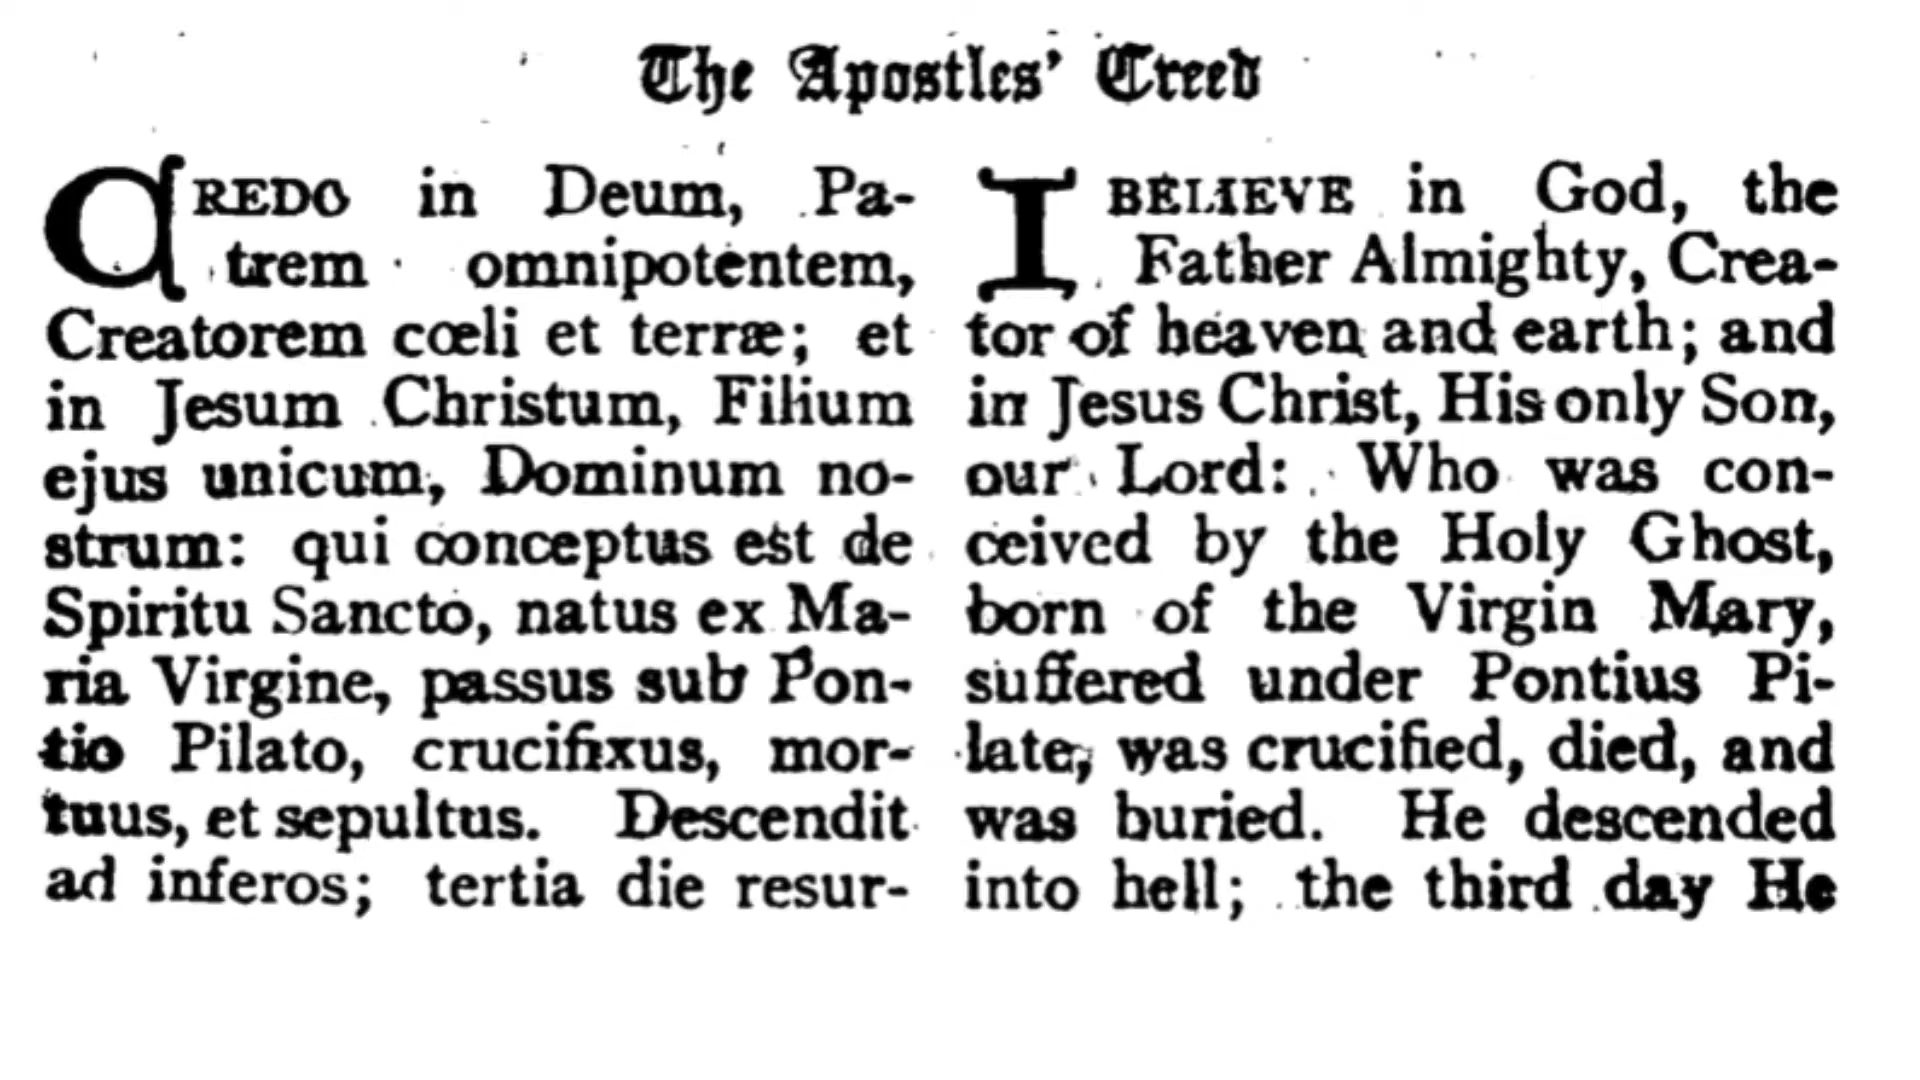 The Apostles' Creed
CREDO in Deum, Pa-
trem omnipotentem,
Creatorem cœli et terræ; et
in Jesum Christum, Filium
ejus unicum, Dominum no-
strum: qui conceptus est de
Spiritu Sancto, natus ex Ma-
ria Virgine, passus sub Pon-
tio Pilato, crucifixus, mor-
tuus, et sepultus. Descendit
ad inferos; tertia die resur-
I BELIEVE in God, the
Father Almighty, Crea-
tor of heaven and earth; and
in Jesus Christ, His only Son,
our Lord: Who was con-
ceived by the Holy Ghost,
born of the Virgin Mary,
suffered under Pontius Pi-
late, was crucified, died, and
was buried. He descended
into hell; the third day He